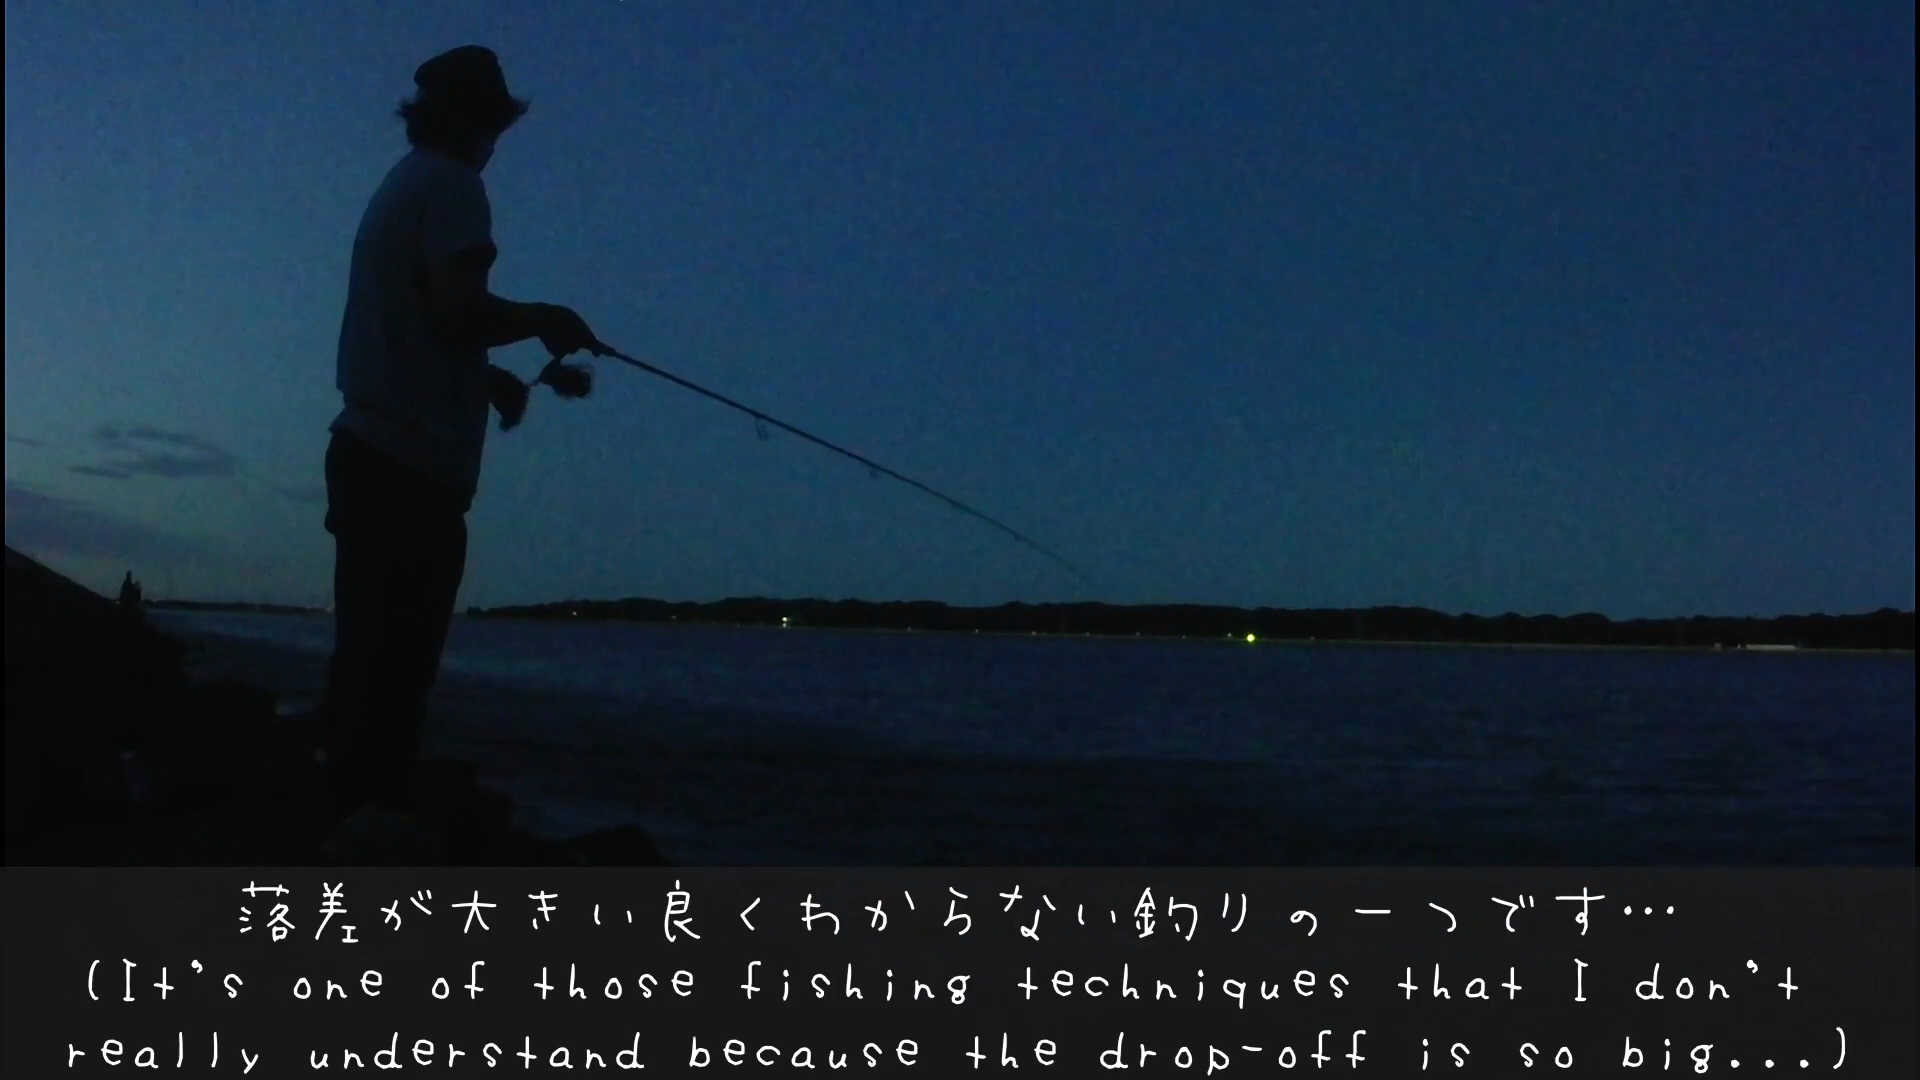 落差が大きい良くわからない釣りの一つです…
(It's one of those fishing techniques that I don't
really understand because the drop-off is so big...)